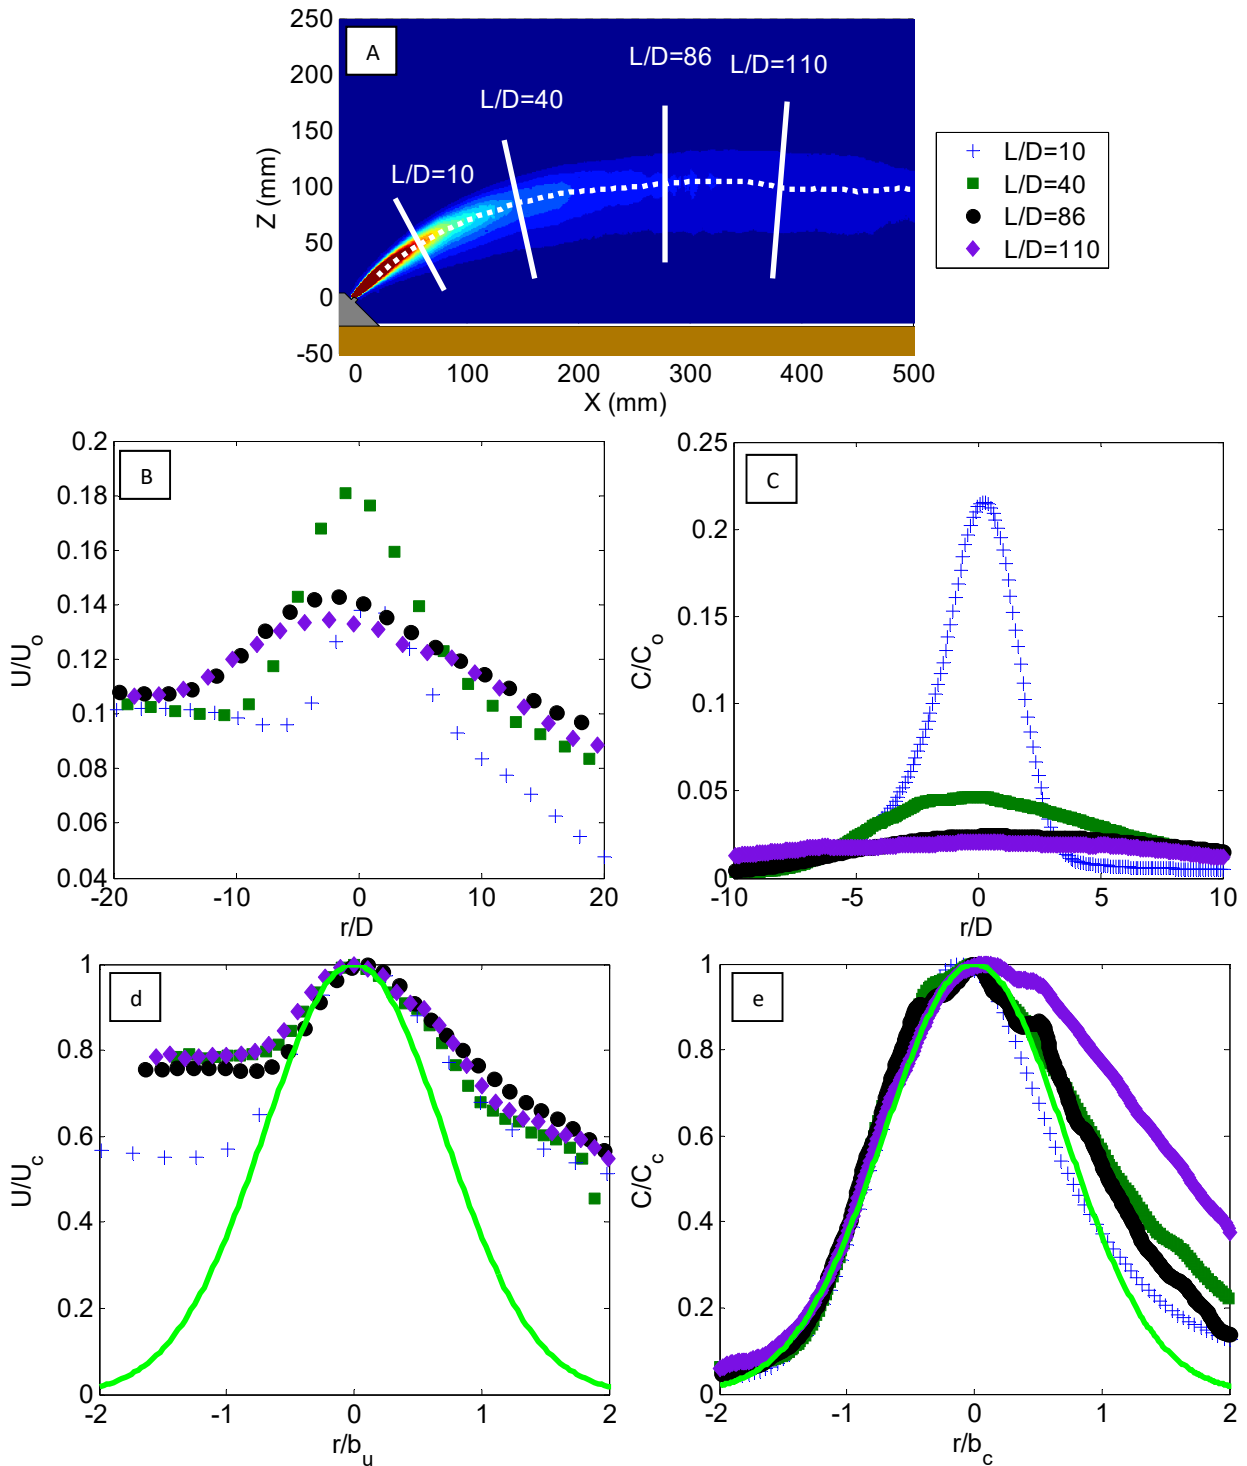 A
250
200
150
100
50
0
-50
Z (mm)
L/D=10
L/D=40
L/D=86
L/D=110
0 100 200 300 400 500
X (mm)
L/D=10
L/D=40
L/D=86
L/D=110
B
0.2
0.18
0.16
0.14
0.12
0.1
0.08
0.06
0.04
U/Uo
-20 -10 0 10 20
r/D
C
0.25
0.2
0.15
0.1
0.05
0
C/Co
-10 -5 0 5 10
r/D
d
1
0.8
0.6
0.4
0.2
0
U/Uc
-2 -1 0 1 2
r/bu
e
1
0.8
0.6
0.4
0.2
0
C/Cc
-2 -1 0 1 2
r/bc